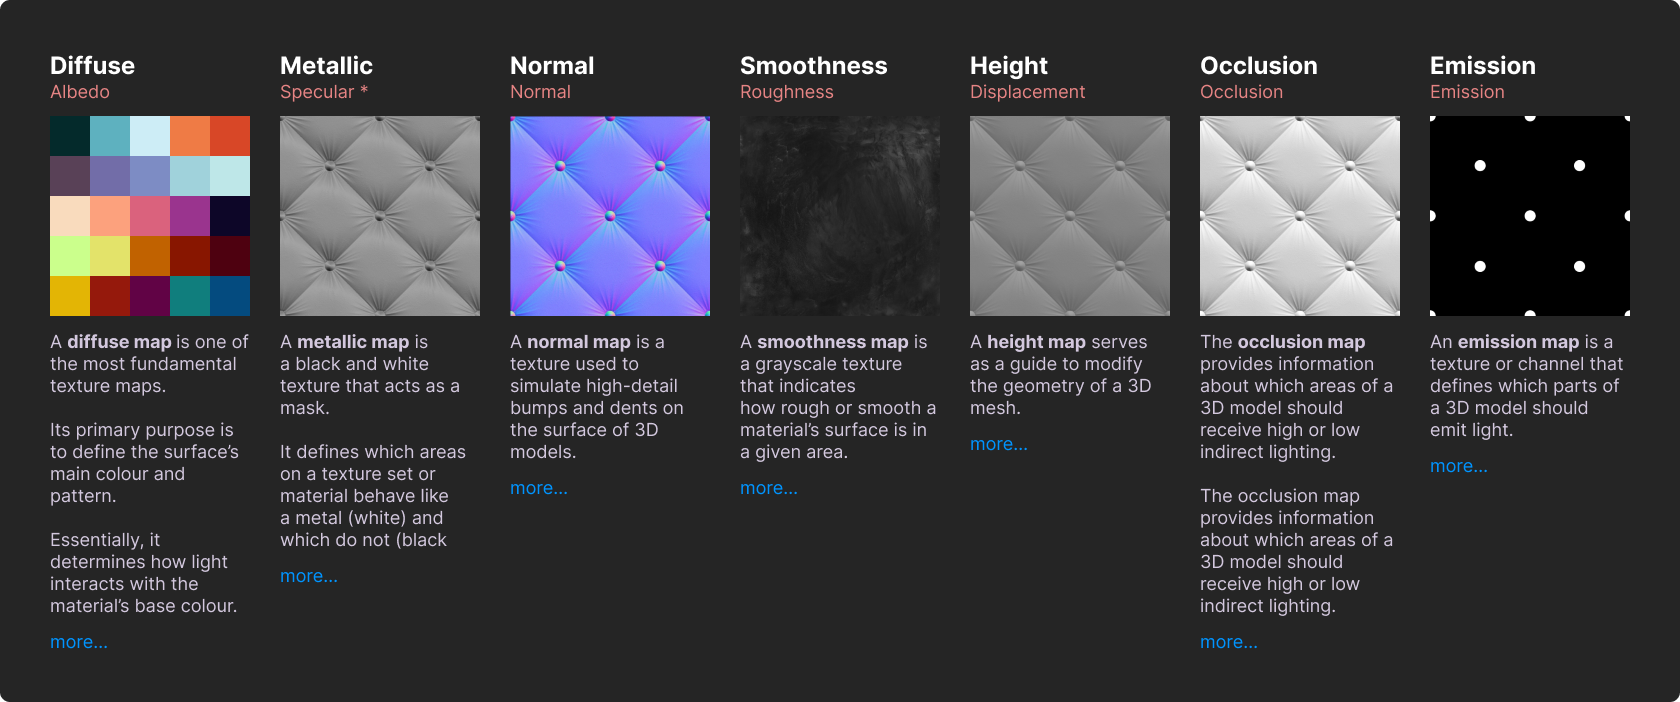 Diffuse
Albedo
A diffuse map is one of
the most fundamental
texture maps.
Its primary purpose is
to define the surface’s
main colour and
pattern.
Essentially, it
determines how light
interacts with the
material’s base colour.
more...
Metallic
Specular *
A metallic map is
a black and white
texture that acts as a
mask.
It defines which areas
on a texture set or
material behave like
a metal (white) and
which do not (black
more...
Normal
Normal
A normal map is a
texture used to
simulate high-detail
bumps and dents on
the surface of 3D
models.
more...
Smoothness
Roughness
A smoothness map is
a grayscale texture
that indicates
how rough or smooth a
material’s surface is in
a given area.
more...
Height
Displacement
A height map serves
as a guide to modify
the geometry of a 3D
mesh.
more...
Occlusion
Occlusion
The occlusion map
provides information
about which areas of a
3D model should
receive high or low
indirect lighting.
The occlusion map
provides information
about which areas of a
3D model should
receive high or low
indirect lighting.
more...
Emission
Emission
An emission map is a
texture or channel that
defines which parts of
a 3D model should
emit light.
more...